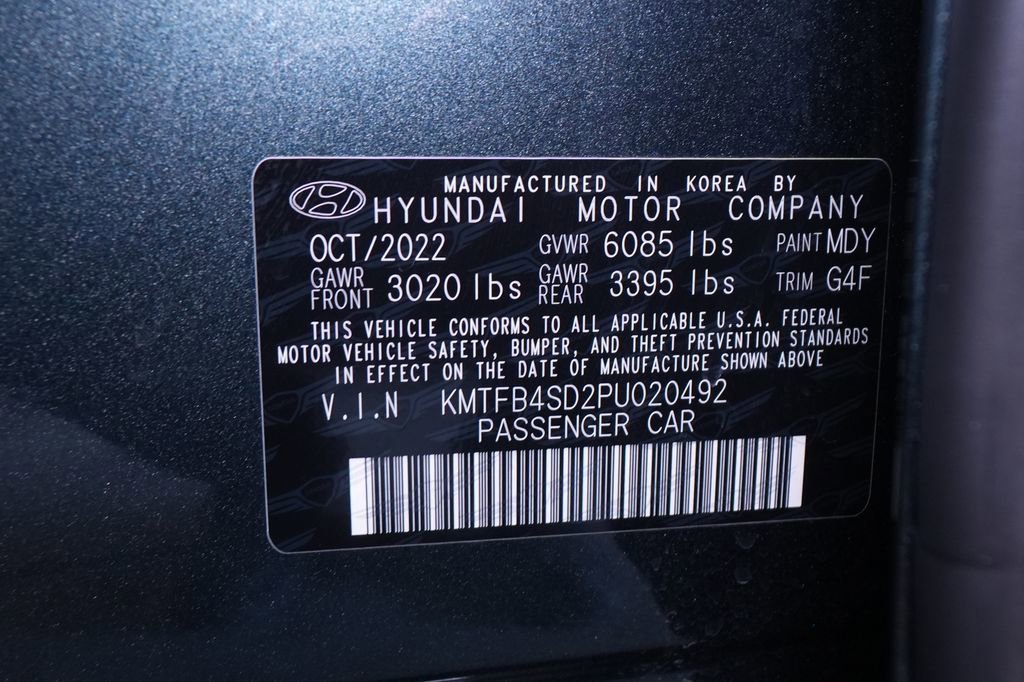 MANUFACTURED IN KOREA BY
HYUNDAI MOTOR COMPANY
OCT/2022 GVWR 6085 lbs PAINT MDY
GAWR FRONT 3020 lbs GAWR REAR 3395 lbs TRIM G4F
THIS VEHICLE CONFORMS TO ALL APPLICABLE U.S.A. FEDERAL
MOTOR VEHICLE SAFETY, BUMPER, AND THEFT PREVENTION STANDARDS
IN EFFECT ON THE DATE OF MANUFACTURE SHOWN ABOVE
V.I.N KMTFB4SD2PU020492
PASSENGER CAR